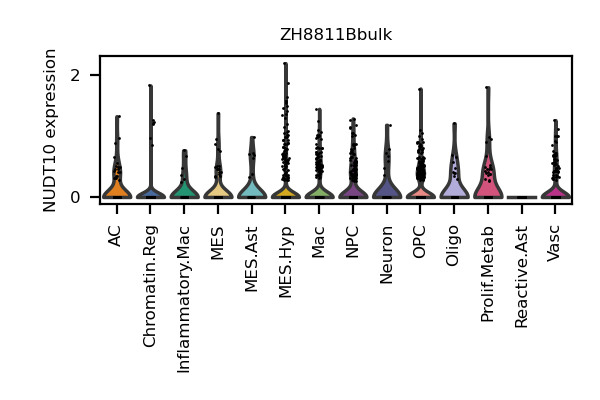 ZH8811Bbulk
NUDT10 expression
2
0
AC
Chromatin.Reg
Inflammatory.Mac
MES
MES.Ast
MES.Hyp
Mac
NPC
Neuron
OPC
Oligo
Prolif.Metab
Reactive.Ast
Vasc